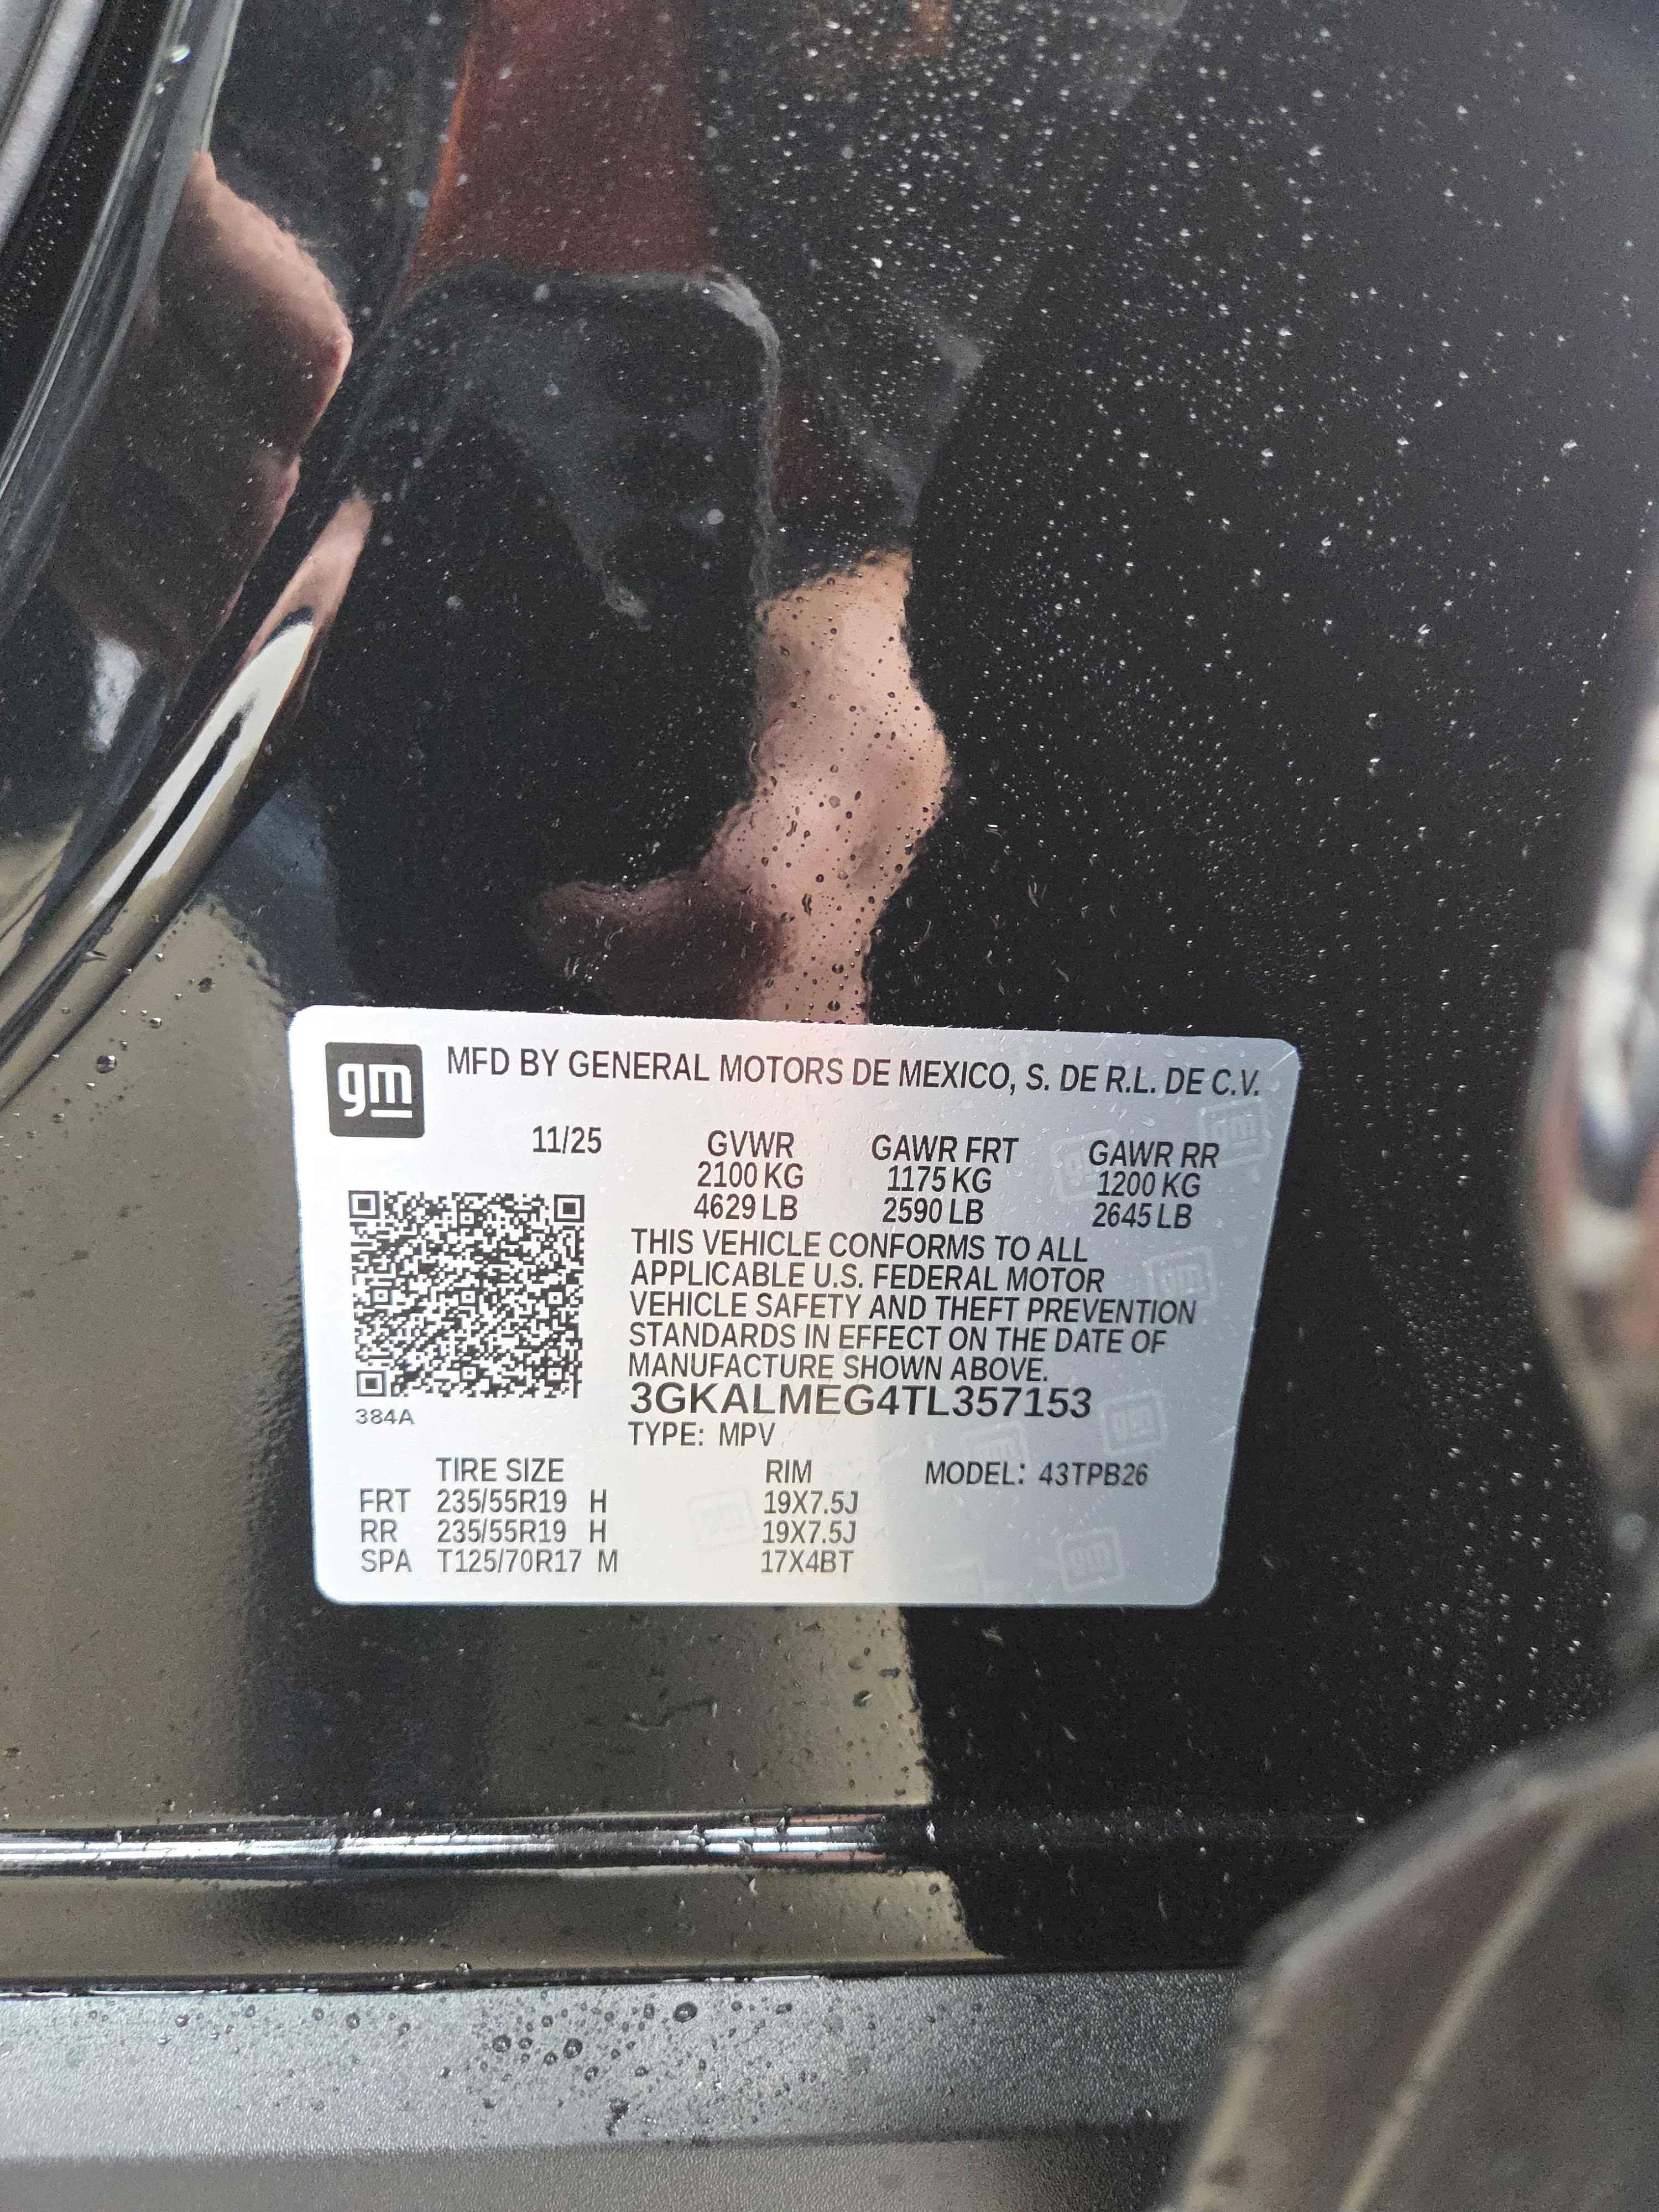 gm MFD BY GENERAL MOTORS DE MEXICO, S. DE R.L. DE C.V.
11/25 GVWR GAWR FRT GAWR RR
2100 KG 1175 KG 1200 KG
4629 LB 2590 LB 2645 LB
THIS VEHICLE CONFORMS TO ALL
APPLICABLE U.S. FEDERAL MOTOR
VEHICLE SAFETY AND THEFT PREVENTION
STANDARDS IN EFFECT ON THE DATE OF
MANUFACTURE SHOWN ABOVE.
3GKALMEG4TL357153
384A
TYPE: MPV
TIRE SIZE RIM MODEL: 43TPB26
FRT 235/55R19 H 19X7.5J
RR 235/55R19 H 19X7.5J
SPA T125/70R17 M 17X4BT